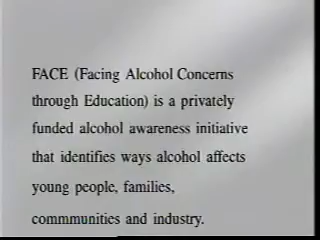 FACE (Facing Alcohol Concerns
through Education) is a privately
funded alcohol awareness initiative
that identifies ways alcohol affects
young people, families,
commmunities and industry.